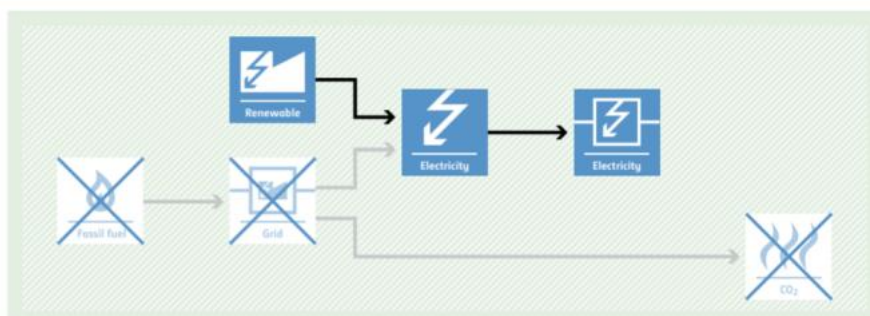 Renewable
Electricity
Electricity
Fossil fuel
Grid
CO₂